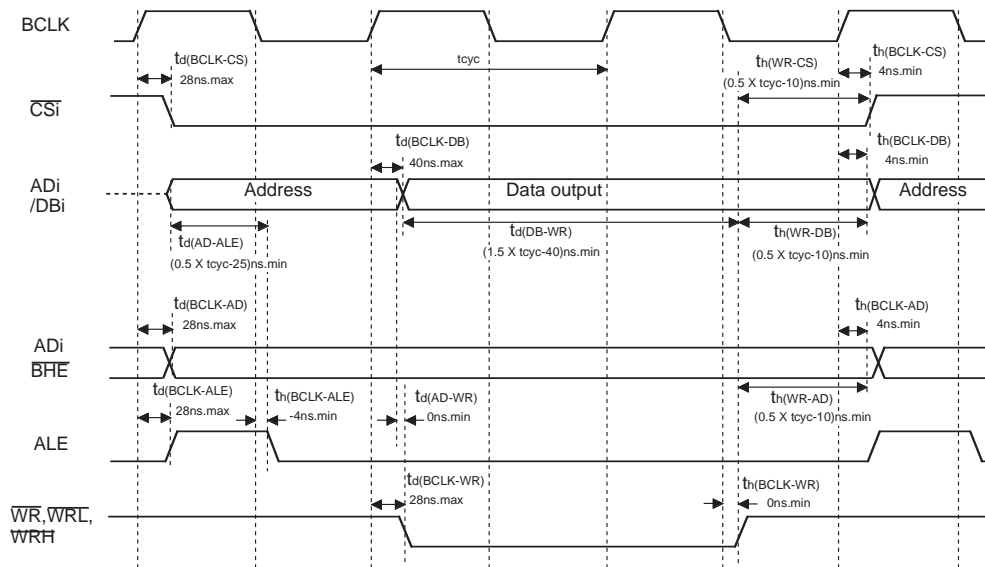 BCLK
td(BCLK-CS)
28ns.max
tcyc
th(WR-CS)
(0.5 X tcyc-10)ns.min
th(BCLK-CS)
4ns.min
CSi
td(BCLK-DB)
40ns.max
th(BCLK-DB)
4ns.min
ADi
/DBi
Address
Data output
Address
td(AD-ALE)
(0.5 X tcyc-25)ns.min
td(DB-WR)
(1.5 X tcyc-40)ns.min
th(WR-DB)
(0.5 X tcyc-10)ns.min
td(BCLK-AD)
28ns.max
th(BCLK-AD)
4ns.min
ADi
BHE
td(BCLK-ALE)
28ns.max
th(BCLK-ALE)
-4ns.min
td(AD-WR)
0ns.min
th(WR-AD)
(0.5 X tcyc-10)ns.min
ALE
td(BCLK-WR)
28ns.max
th(BCLK-WR)
0ns.min
WR,WRL,
WRH